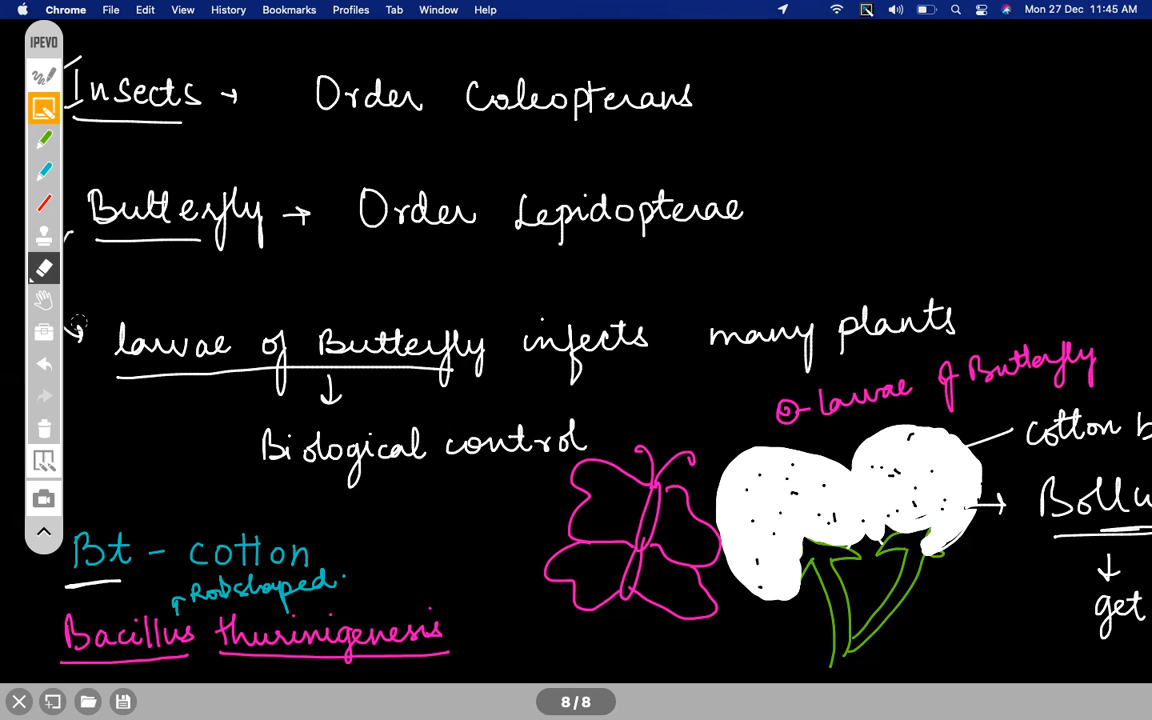 Chrome File Edit View History Bookmarks Profiles Tab Window Help Mon 27 Dec 11:45 AM
IPEVO
Insects → Order Coleopterans
Butterfly → Order Lepidopterae
larvae of Butterfly infects many plants
larvae of Butterfly
Biological control
cotton b
Bollw
Bt - cotton
Rodshaped
get
Bacillus thurinigenesis
8/8